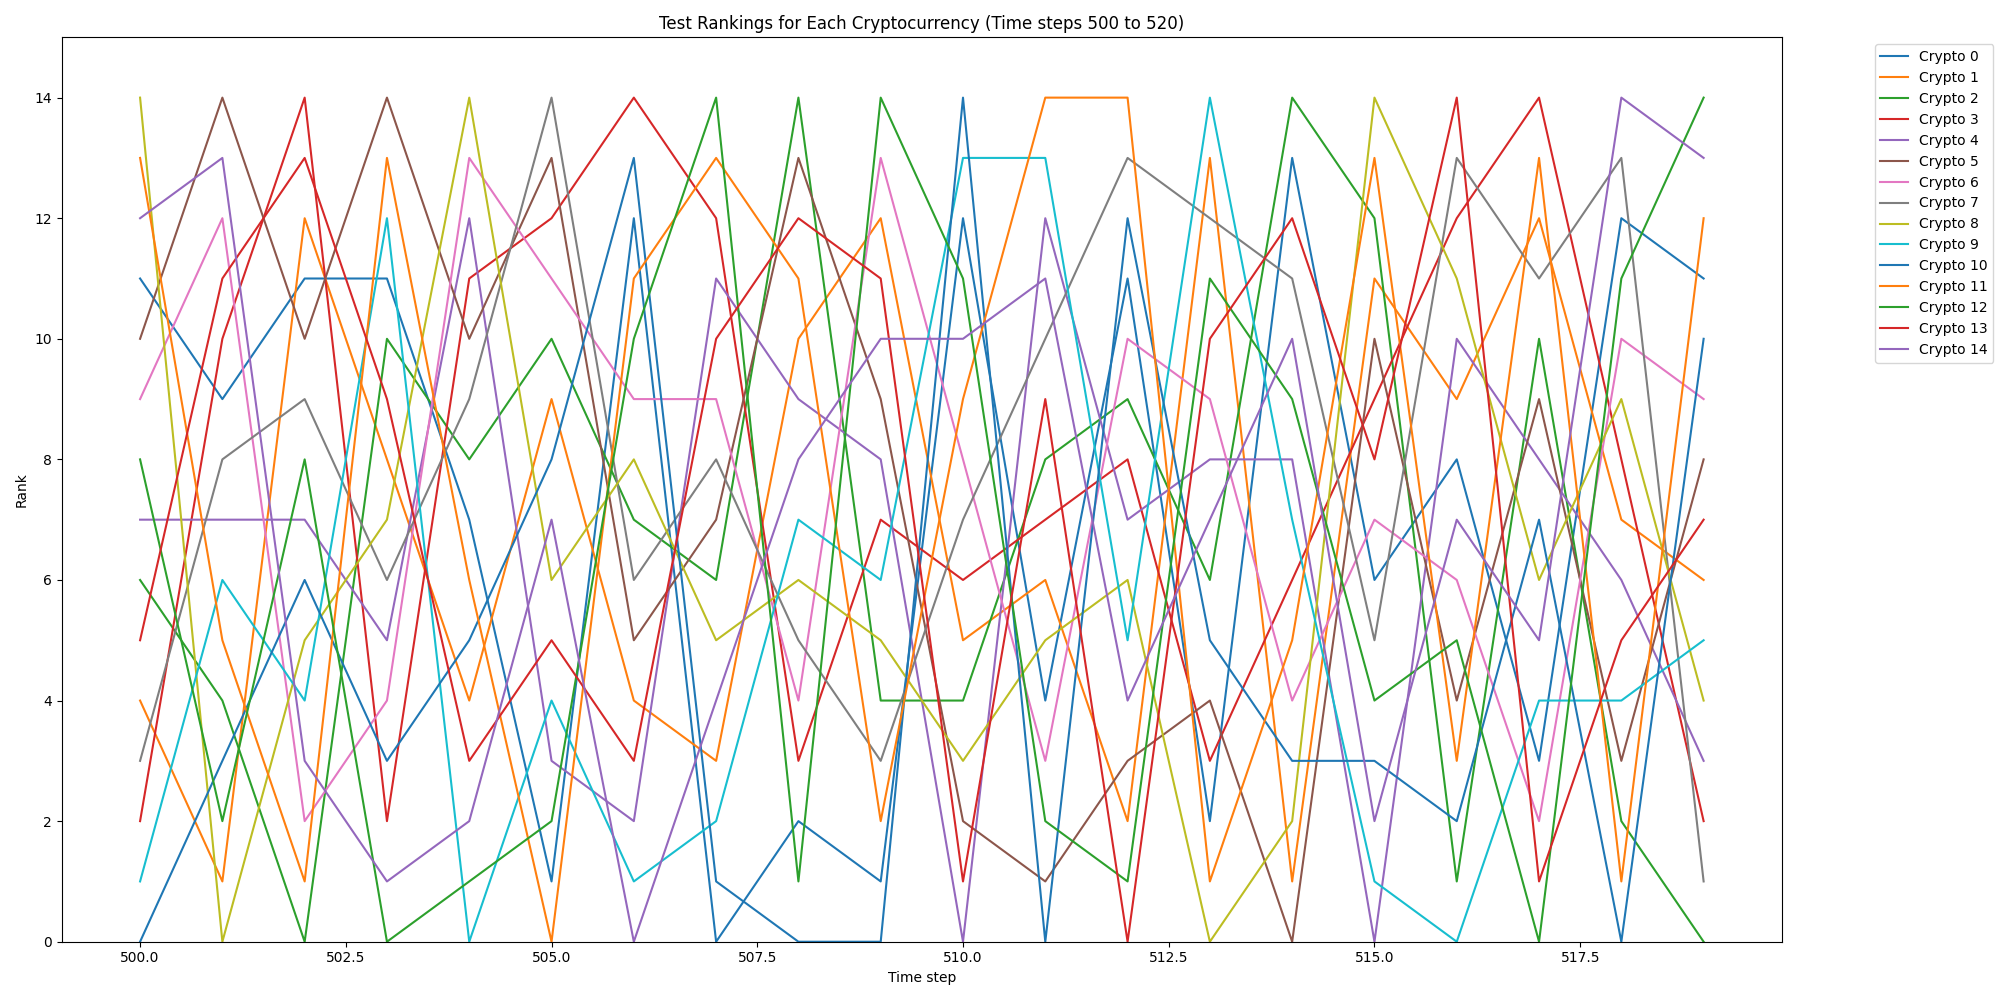 Test Rankings for Each Cryptocurrency (Time steps 500 to 520)
Rank
14
12
10
8
6
4
2
0
500.0 502.5 505.0 507.5 510.0 512.5 515.0 517.5
Time step
Crypto 0
Crypto 1
Crypto 2
Crypto 3
Crypto 4
Crypto 5
Crypto 6
Crypto 7
Crypto 8
Crypto 9
Crypto 10
Crypto 11
Crypto 12
Crypto 13
Crypto 14